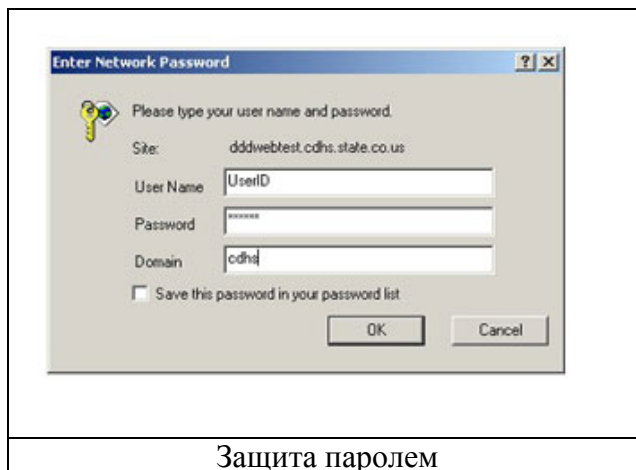 Enter Network Password
Please type your user name and password.
Site: dddwebtest.cdhs.state.co.us
User Name UserID
Password ******
Domain cdhs
Save this password in your password list
OK Cancel
Защита паролем